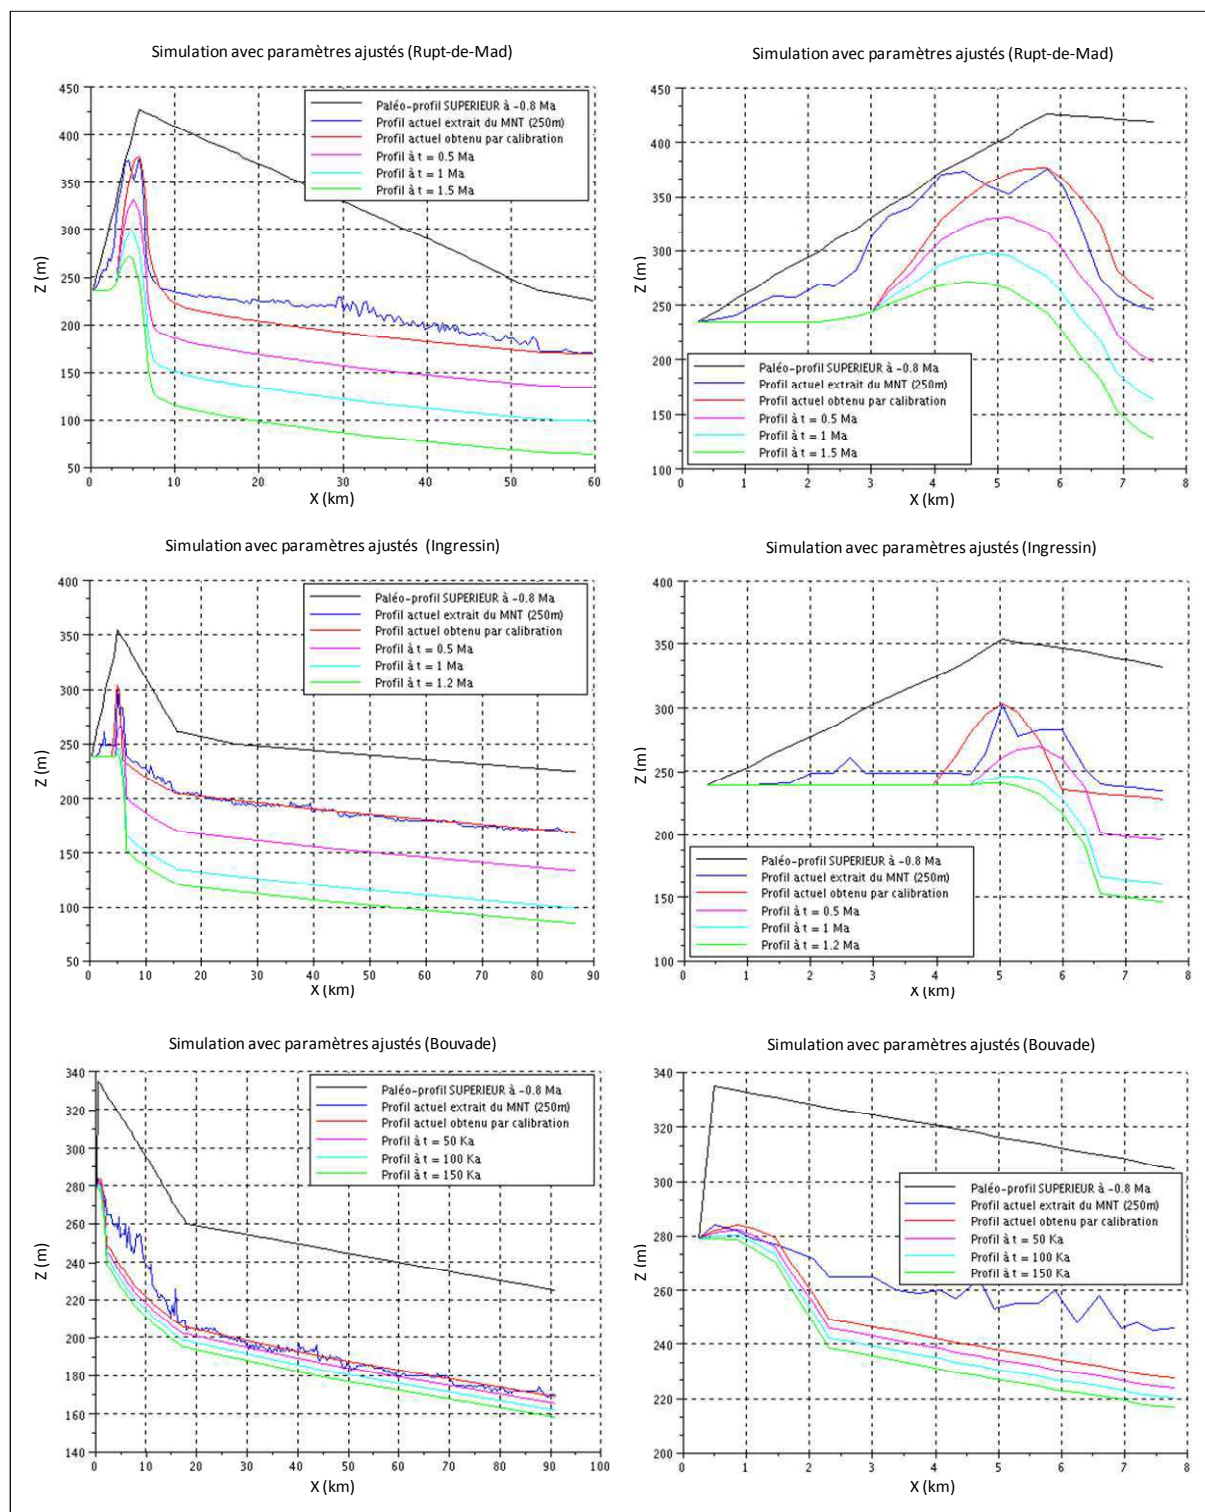 Simulation avec paramètres ajustés (Rupt-de-Mad)
450
400
350
300
250
200
150
100
50
Z (m)
Paléo-profil SUPERIEUR à -0.8 Ma
Profil actuel extrait du MNT (250m)
Profil actuel obtenu par calibration
Profil à t = 0.5 Ma
Profil à t = 1 Ma
Profil à t = 1.5 Ma
0 10 20 30 40 50 60
X (km)
Simulation avec paramètres ajustés (Rupt-de-Mad)
450
400
350
300
250
200
150
100
Z (m)
Paléo-profil SUPERIEUR à -0.8 Ma
Profil actuel extrait du MNT (250m)
Profil actuel obtenu par calibration
Profil à t = 0.5 Ma
Profil à t = 1 Ma
Profil à t = 1.5 Ma
0 1 2 3 4 5 6 7 8
X (km)
Simulation avec paramètres ajustés (Ingressin)
400
350
300
250
200
150
100
50
Z (m)
Paléo-profil SUPERIEUR à -0.8 Ma
Profil actuel extrait du MNT (250m)
Profil actuel obtenu par calibration
Profil à t = 0.5 Ma
Profil à t = 1 Ma
Profil à t = 1.2 Ma
0 10 20 30 40 50 60 70 80 90
X (km)
Simulation avec paramètres ajustés (Ingressin)
400
350
300
250
200
150
100
Z (m)
Paléo-profil SUPERIEUR à -0.8 Ma
Profil actuel extrait du MNT (250m)
Profil actuel obtenu par calibration
Profil à t = 0.5 Ma
Profil à t = 1 Ma
Profil à t = 1.2 Ma
0 1 2 3 4 5 6 7 8
X (km)
Simulation avec paramètres ajustés (Bouvade)
340
320
300
280
260
240
220
200
180
160
140
Z (m)
Paléo-profil SUPERIEUR à -0.8 Ma
Profil actuel extrait du MNT (250m)
Profil actuel obtenu par calibration
Profil à t = 50 Ka
Profil à t = 100 Ka
Profil à t = 150 Ka
0 10 20 30 40 50 60 70 80 90 100
X (km)
Simulation avec paramètres ajustés (Bouvade)
340
320
300
280
260
240
220
200
Z (m)
Paléo-profil SUPERIEUR à -0.8 Ma
Profil actuel extrait du MNT (250m)
Profil actuel obtenu par calibration
Profil à t = 50 Ka
Profil à t = 100 Ka
Profil à t = 150 Ka
0 1 2 3 4 5 6 7 8
X (km)